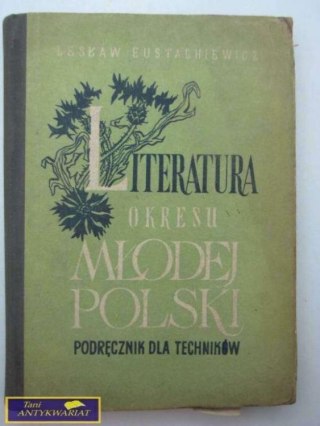 LESŁAW EUSTACHIEWICZ
LITERATURA
OKRESU
MŁODEJ
POLSKI
PODRĘCZNIK DLA TECHNIKÓW
Tani
ANTYKWARIAT